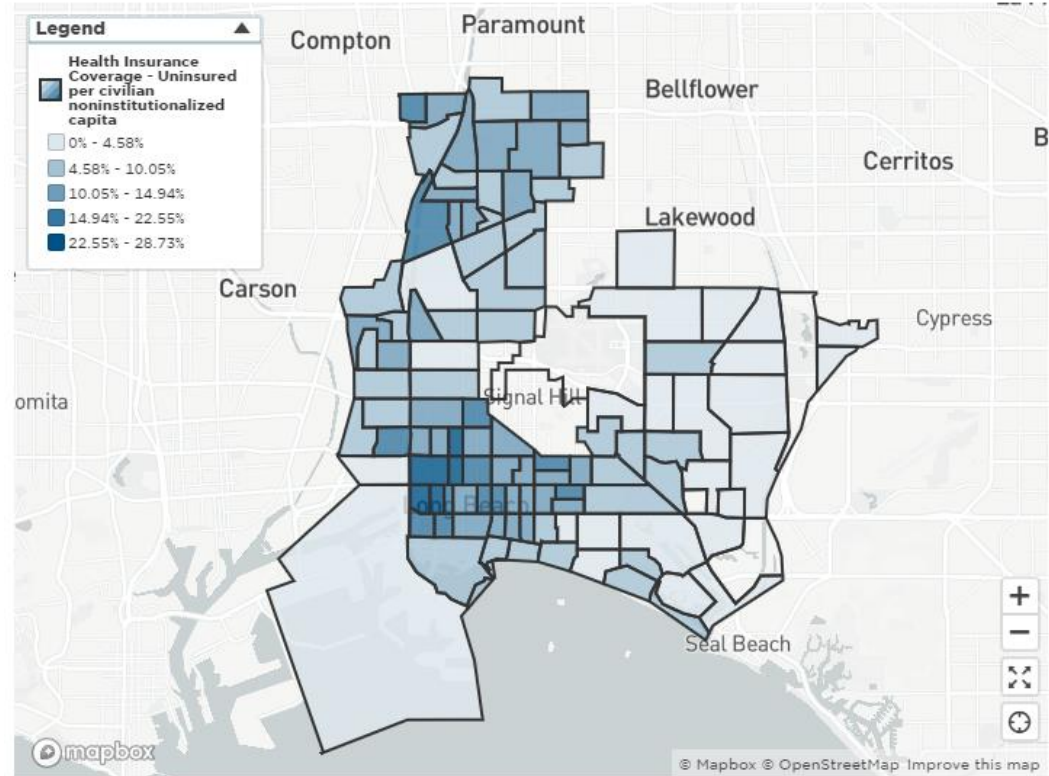 Legend
Health Insurance
Coverage - Uninsured
per civilian
noninstitutionalized
capita
0% - 4.58%
4.58% - 10.05%
10.05% - 14.94%
14.94% - 22.55%
22.55% - 28.73%
Compton
Paramount
Bellflower
B
Cerritos
Lakewood
Carson
Cypress
omita
Signal Hill
Long Beach
Seal Beach
+
−
mapbox
© Mapbox © OpenStreetMap Improve this map